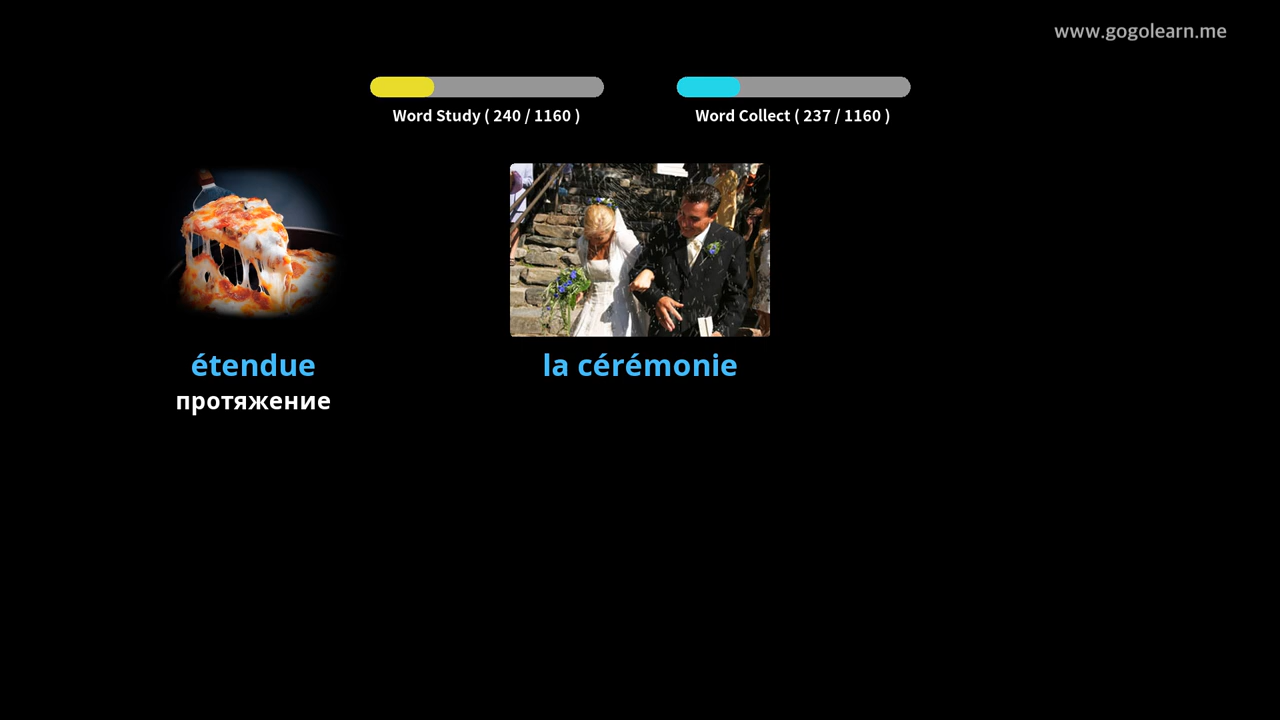 www.gogolearn.me
Word Study ( 240 / 1160 )
Word Collect ( 237 / 1160 )
étendue
протяжение
la cérémonie